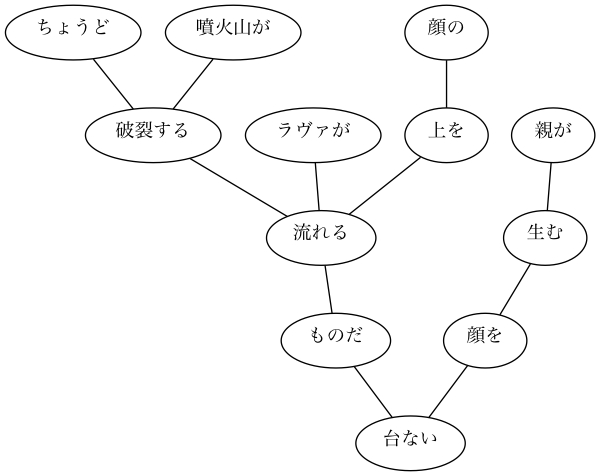 ちょうど
噴火山が
顔の
破裂する
ラヴァが
上を
親が
流れる
生む
ものだ
顔を
台ない